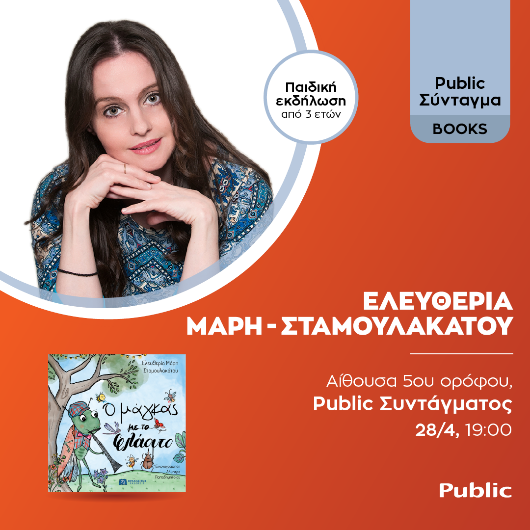 Παιδική
εκδήλωση
από 3 ετών
Public
Σύνταγμα
BOOKS
ΕΛΕΥΘΕΡΙΑ
ΜΑΡΗ - ΣΤΑΜΟΥΛΑΚΑΤΟΥ
Αίθουσα 5ου ορόφου,
Public Συντάγματος
28/4, 19:00
Ελευθερία Μάρη
Σταμουλακάτου
Ο μάγκας
με το
φλάουτο
Public